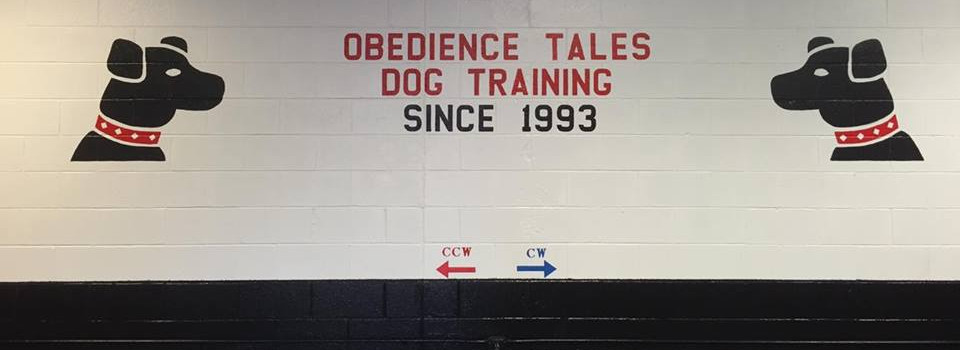 OBEDIENCE TALES
DOG TRAINING
SINCE 1993
CCW CW